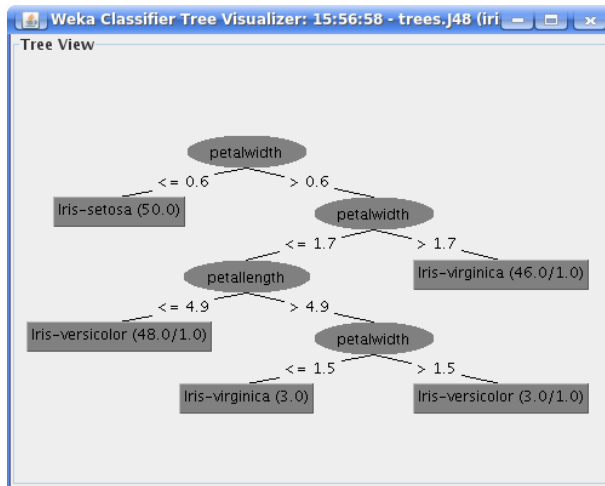 Weka Classifier Tree Visualizer: 15:56:58 - trees.J48 (iri
Tree View
petalwidth
<= 0.6
> 0.6
Iris-setosa (50.0)
petalwidth
<= 1.7
> 1.7
petallength
Iris-virginica (46.0/1.0)
<= 4.9
> 4.9
Iris-versicolor (48.0/1.0)
petalwidth
<= 1.5
> 1.5
Iris-virginica (3.0)
Iris-versicolor (3.0/1.0)